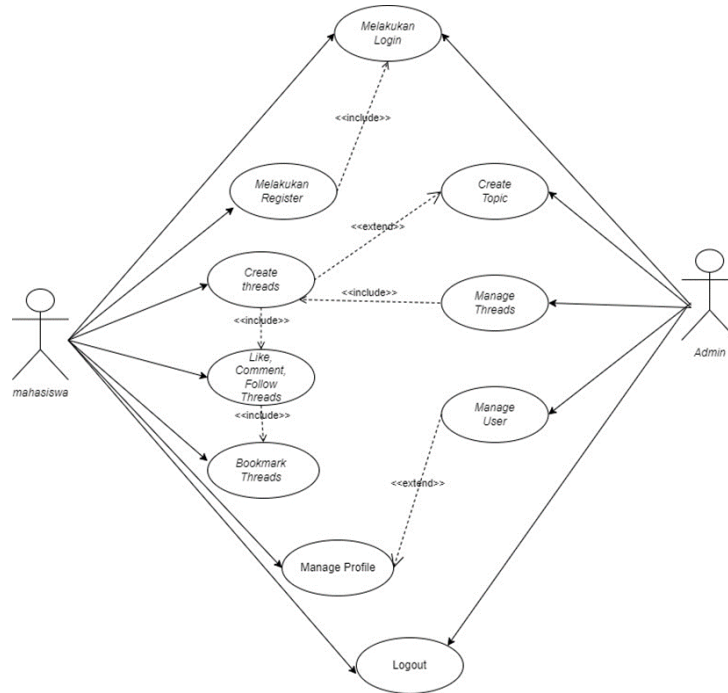 Melakukan
Login
<<include>>
Melakukan
Register
Create
Topic
<<extend>>
Create
threads
<<include>>
Manage
Threads
<<include>>
mahasiswa
Admin
Like,
Comment,
Follow
Threads
<<include>>
Manage
User
Bookmark
Threads
<<extend>>
Manage Profile
Logout